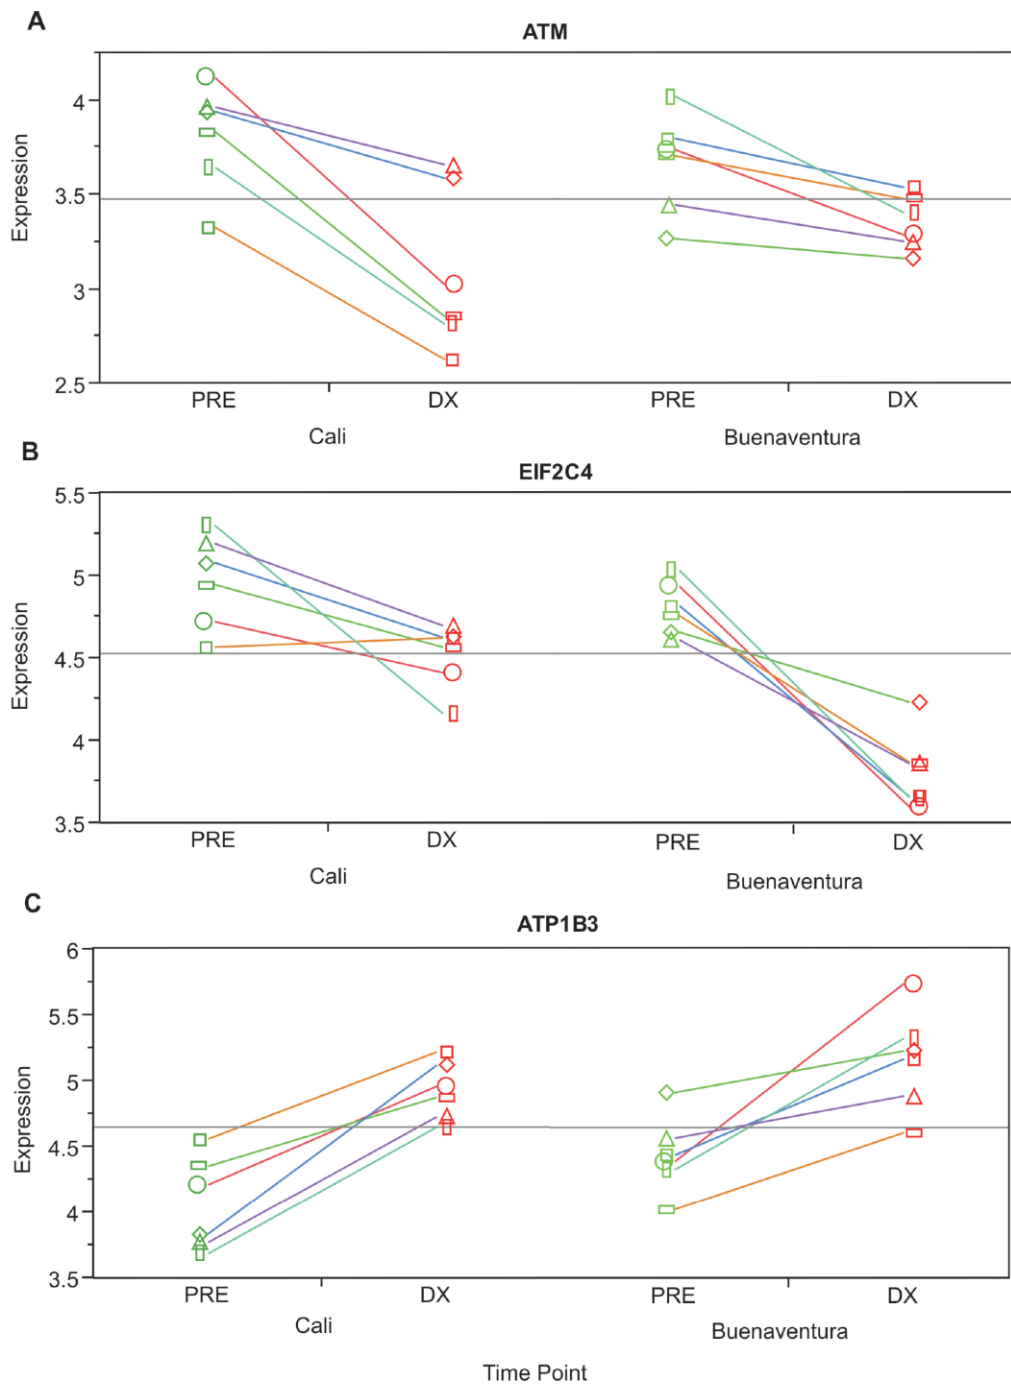 A
ATM
Expression
4
3.5
3
2.5
PRE DX PRE DX
Cali Buenaventura
B
EIF2C4
Expression
5.5
5
4.5
4
3.5
PRE DX PRE DX
Cali Buenaventura
C
ATP1B3
Expression
6
5.5
5
4.5
4
3.5
PRE DX PRE DX
Cali Buenaventura
Time Point